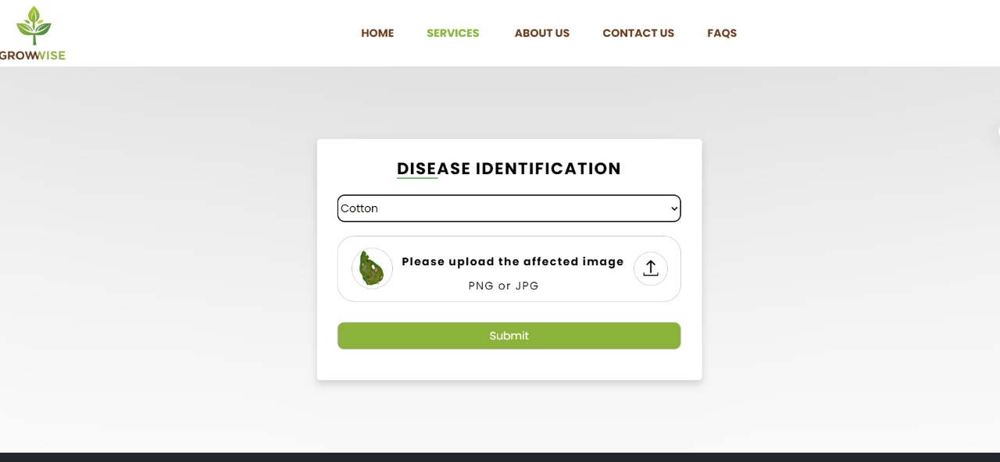 GROWWISE
HOME SERVICES ABOUT US CONTACT US FAQS
DISEASE IDENTIFICATION
Cotton
Please upload the affected image
PNG or JPG
Submit